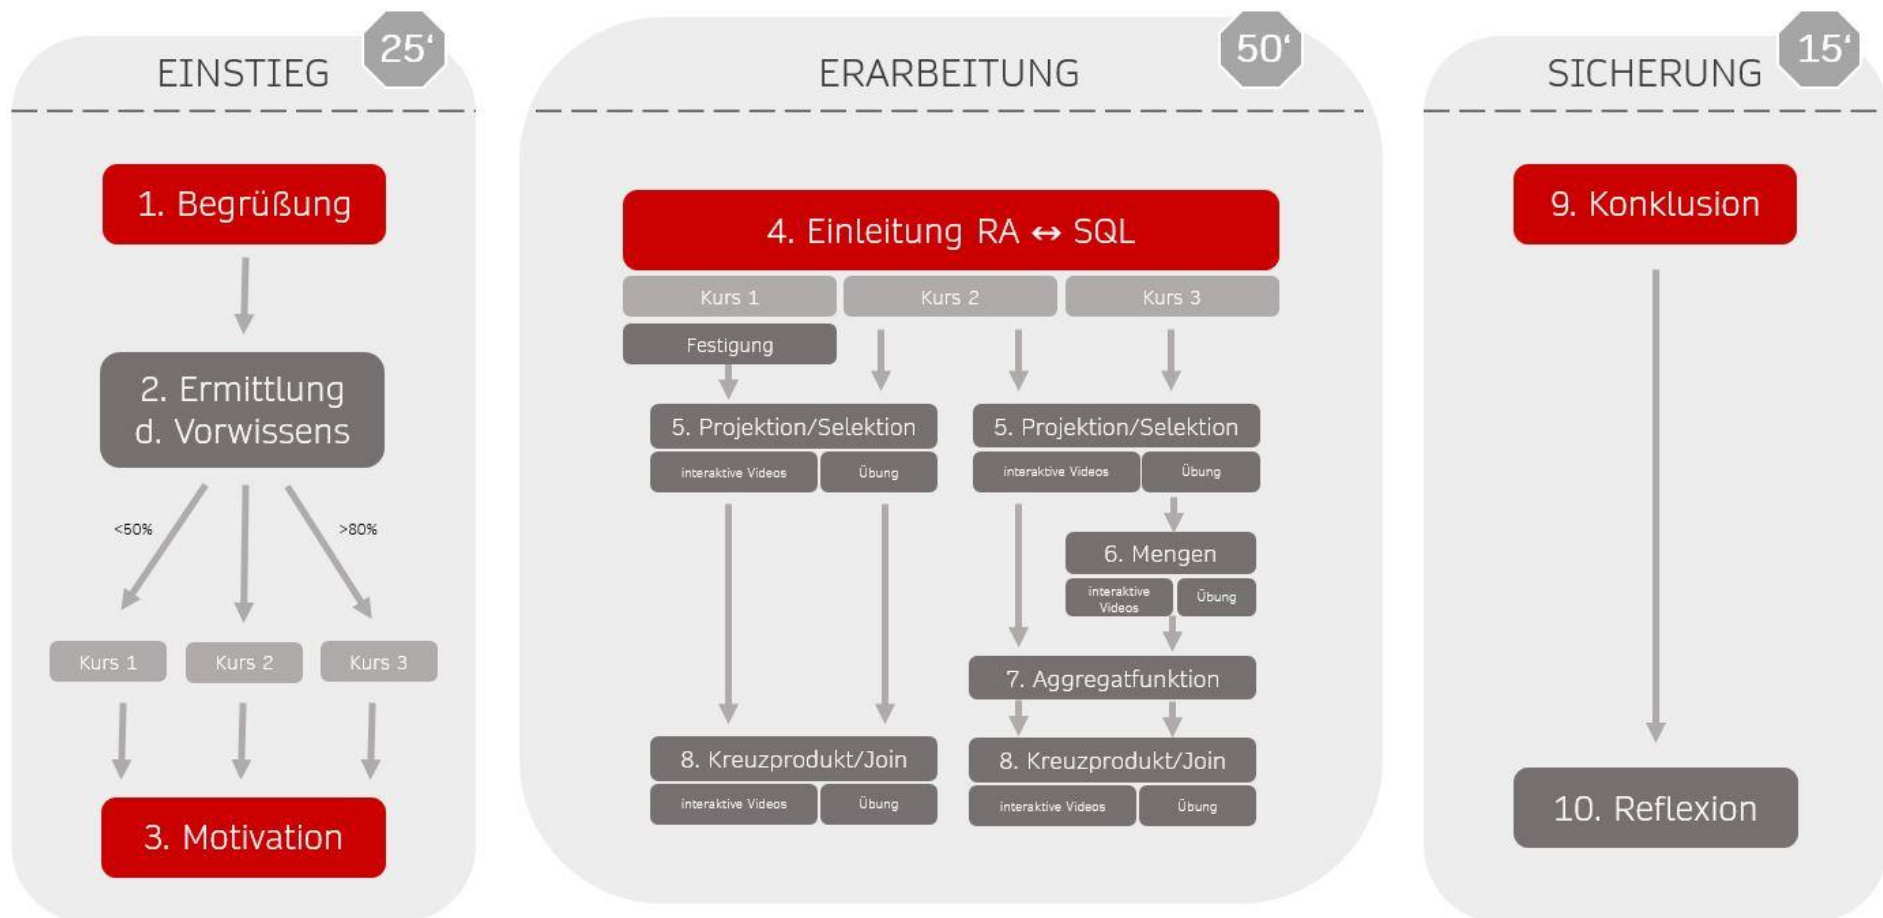 EINSTIEG
25‘
1. Begrüßung
2. Ermittlung
d. Vorwissens
<50%
>80%
Kurs 1
Kurs 2
Kurs 3
3. Motivation
ERARBEITUNG
50‘
4. Einleitung RA ↔ SQL
Kurs 1
Kurs 2
Kurs 3
Festigung
5. Projektion/Selektion
interaktive Videos
Übung
8. Kreuzprodukt/Join
interaktive Videos
Übung
5. Projektion/Selektion
interaktive Videos
Übung
6. Mengen
interaktive
Videos
Übung
7. Aggregatfunktion
8. Kreuzprodukt/Join
interaktive Videos
Übung
SICHERUNG
15‘
9. Konklusion
10. Reflexion